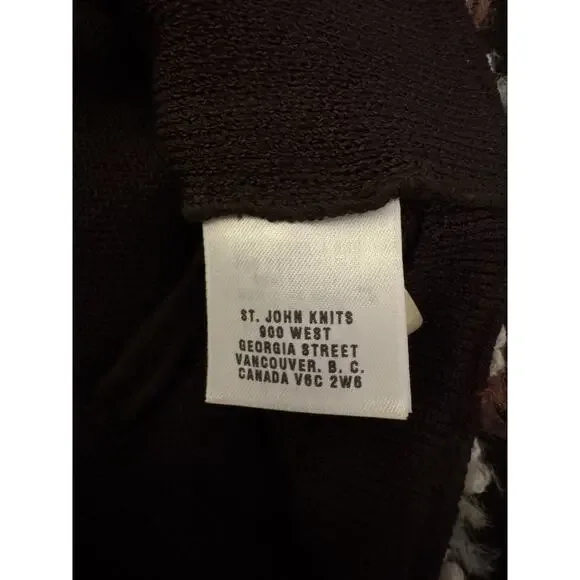 ST. JOHN KNITS
900 WEST
GEORGIA STREET
VANCOUVER, B. C.
CANADA V6C 2W6